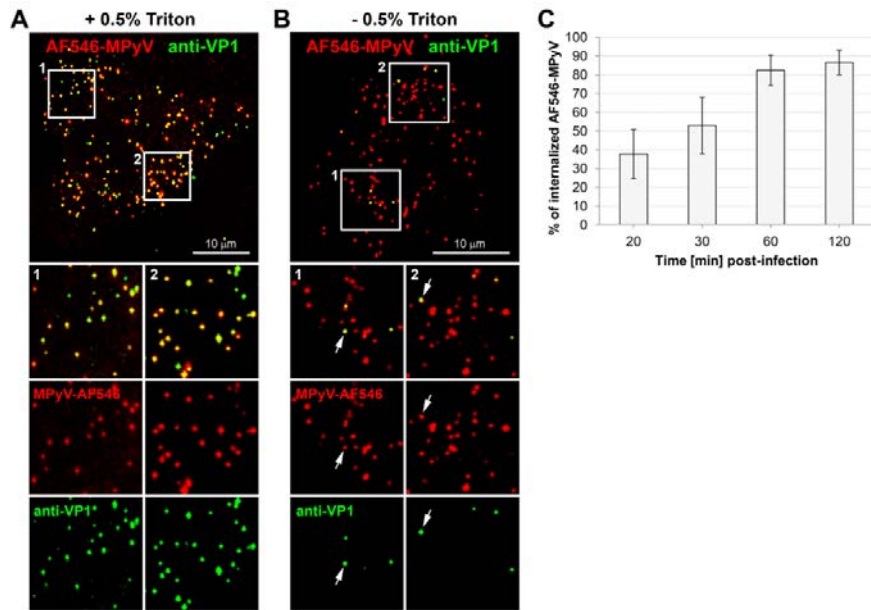 A
+ 0.5% Triton
AF546-MPyV anti-VP1
1
2
10 µm
1
2
MPyV-AF546
anti-VP1
B
- 0.5% Triton
AF546-MPyV anti-VP1
2
1
10 µm
1
2
MPyV-AF546
anti-VP1
C
% of internalized AF546-MPyV
100
90
80
70
60
50
40
30
20
10
0
20 30 60 120
Time [min] post-infection